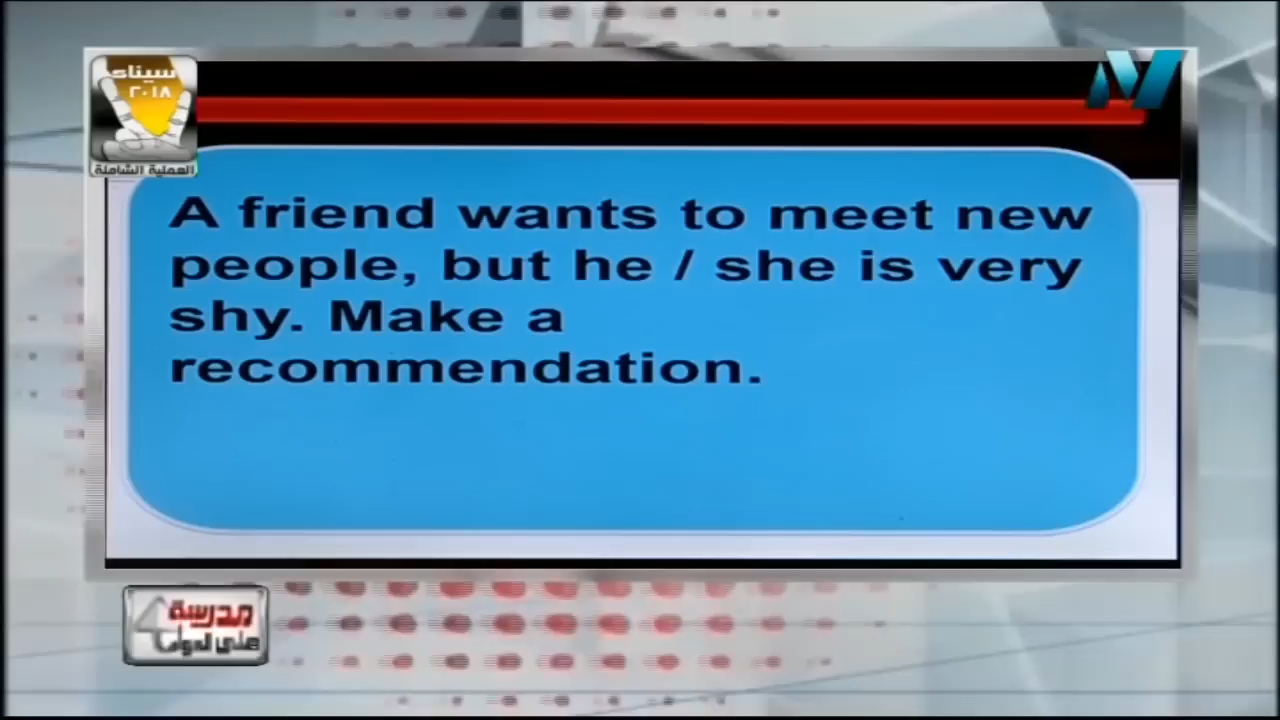 سيناء
٢٠١٨
العملية الشاملة
A friend wants to meet new
people, but he / she is very
shy. Make a
recommendation.
مدرسة
على الهواء